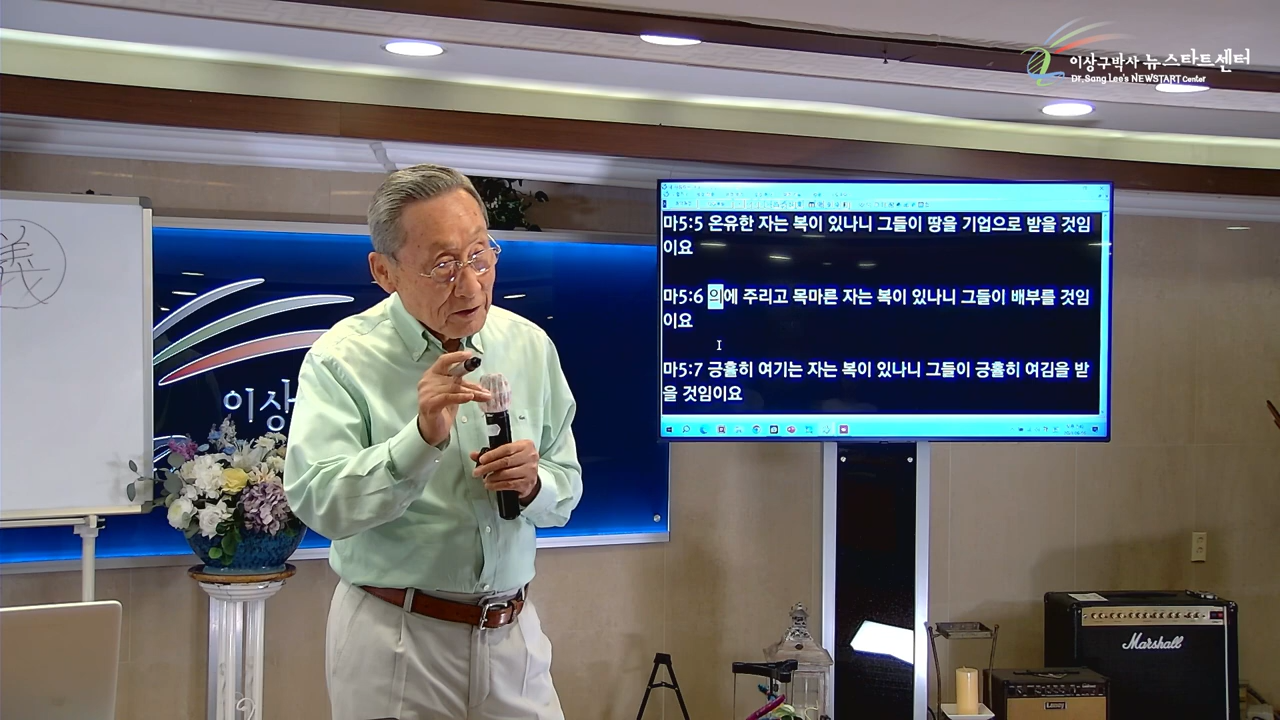 이상구박사 뉴스타트센터
Dr. Sang Lee's NEWSTART Center
義
이상
마5:5 온유한 자는 복이 있나니 그들이 땅을 기업으로 받을 것임
이요
마5:6 의에 주리고 목마른 자는 복이 있나니 그들이 배부를 것임
이요
마5:7 긍휼히 여기는 자는 복이 있나니 그들이 긍휼히 여김을 받
을 것임이요
Marshall
Laney